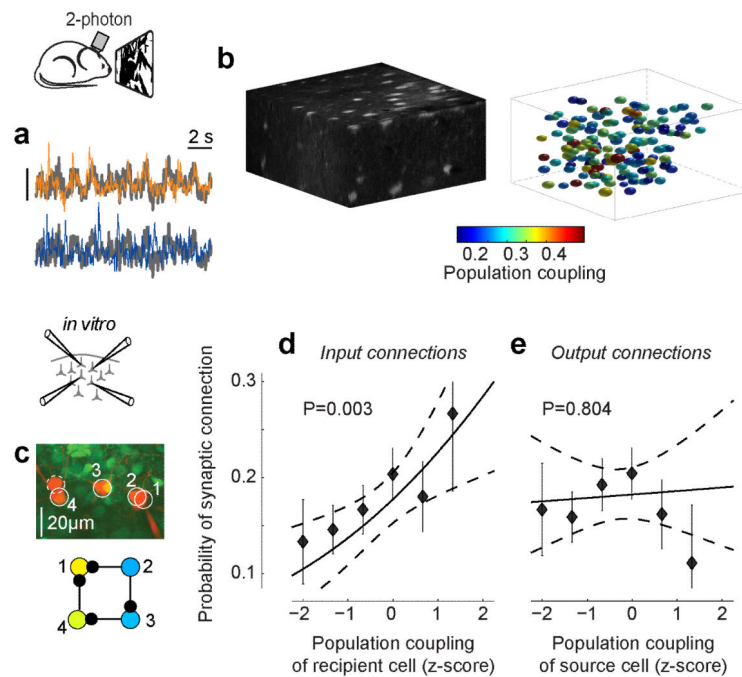 2-photon
a
2 s
b
0.2 0.3 0.4
Population coupling
in vitro
c
3
2
1
4
20μm
1
2
4
3
d
Input connections
P=0.003
Probability of synaptic connection
0.3
0.2
0.1
−2 −1 0 1 2
Population coupling
of recipient cell (z-score)
e
Output connections
P=0.804
−2 −1 0 1 2
Population coupling
of source cell (z-score)